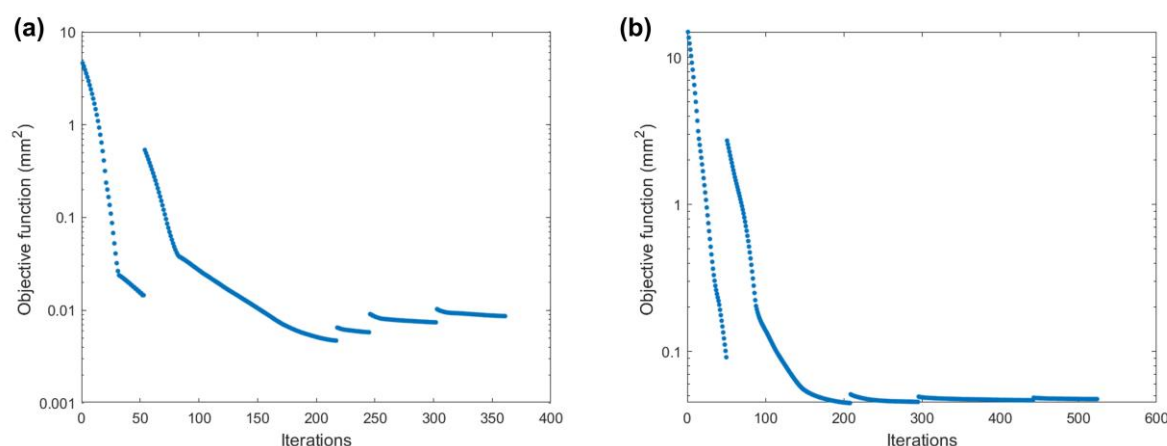 (a)
10
1
0.1
0.01
0.001
Objective function (mm²)
0 50 100 150 200 250 300 350 400
Iterations
(b)
10
1
0.1
Objective function (mm²)
0 100 200 300 400 500 600
Iterations